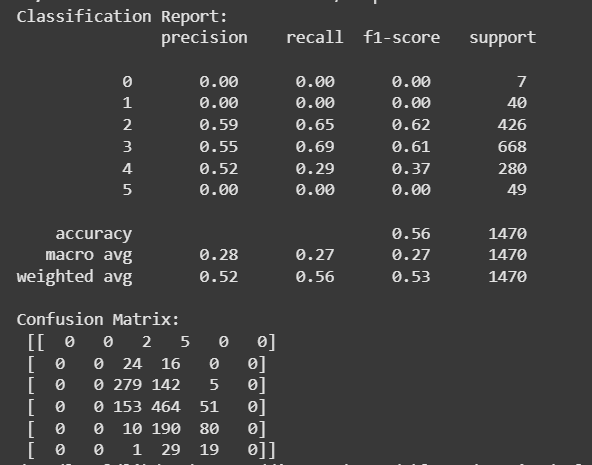 Classification Report:
precision recall f1-score support
0 0.00 0.00 0.00 7
1 0.00 0.00 0.00 40
2 0.59 0.65 0.62 426
3 0.55 0.69 0.61 668
4 0.52 0.29 0.37 280
5 0.00 0.00 0.00 49
accuracy 0.56 1470
macro avg 0.28 0.27 0.27 1470
weighted avg 0.52 0.56 0.53 1470
Confusion Matrix:
[[ 0 0 2 5 0 0]
[ 0 0 24 16 0 0]
[ 0 0 279 142 5 0]
[ 0 0 153 464 51 0]
[ 0 0 10 190 80 0]
[ 0 0 1 29 19 0]]